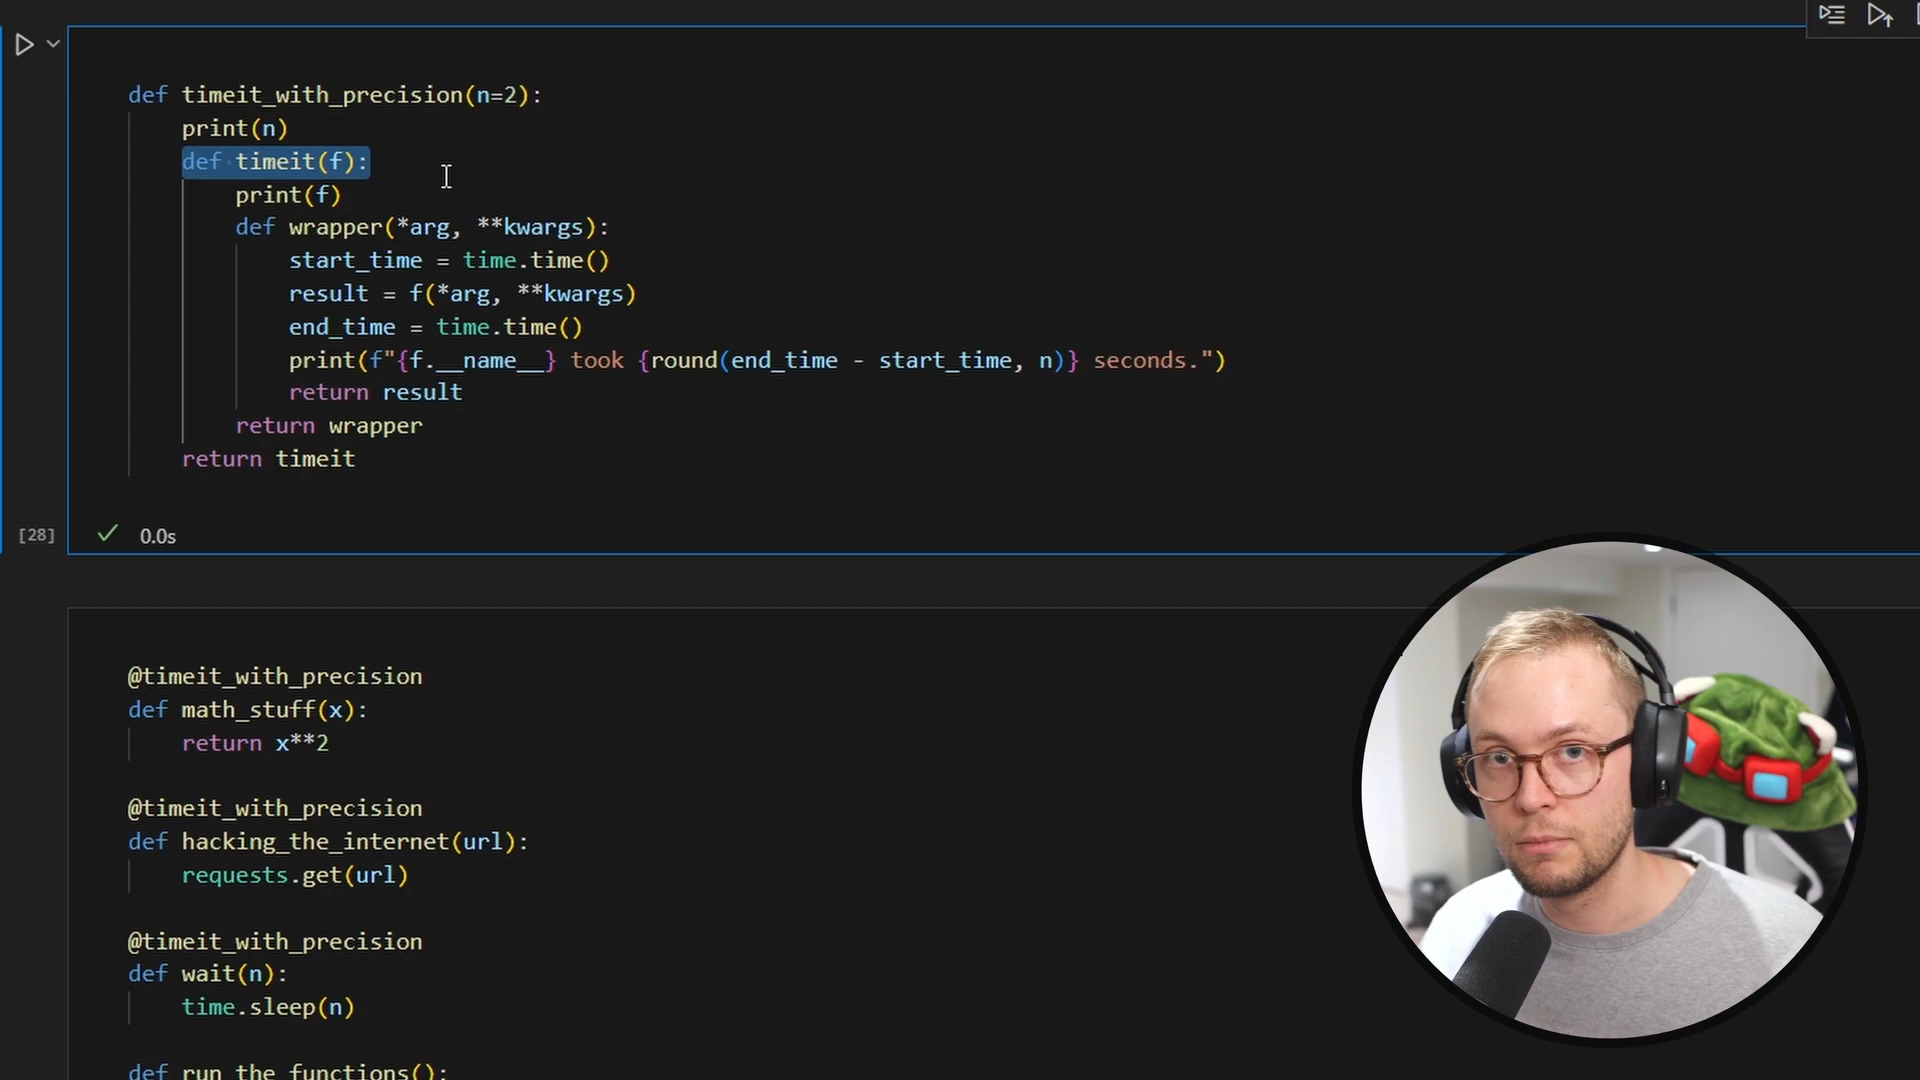 def timeit_with_precision(n=2):
    print(n)
    def timeit(f):
        print(f)
        def wrapper(*arg, **kwargs):
            start_time = time.time()
            result = f(*arg, **kwargs)
            end_time = time.time()
            print(f"{f.__name__} took {round(end_time - start_time, n)} seconds.")
            return result
        return wrapper
    return timeit
[28]
0.0s
@timeit_with_precision
def math_stuff(x):
    return x**2
@timeit_with_precision
def hacking_the_internet(url):
    requests.get(url)
@timeit_with_precision
def wait(n):
    time.sleep(n)
def run_the_functions():